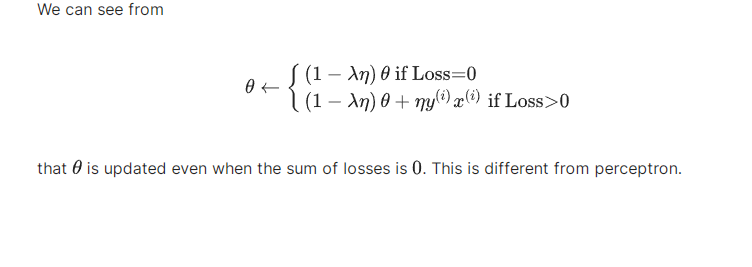 We can see from
θ ← { (1 − λη) θ if Loss=0
(1 − λη) θ + ηy⁽ⁱ⁾x⁽ⁱ⁾ if Loss>0
that θ is updated even when the sum of losses is 0. This is different from perceptron.